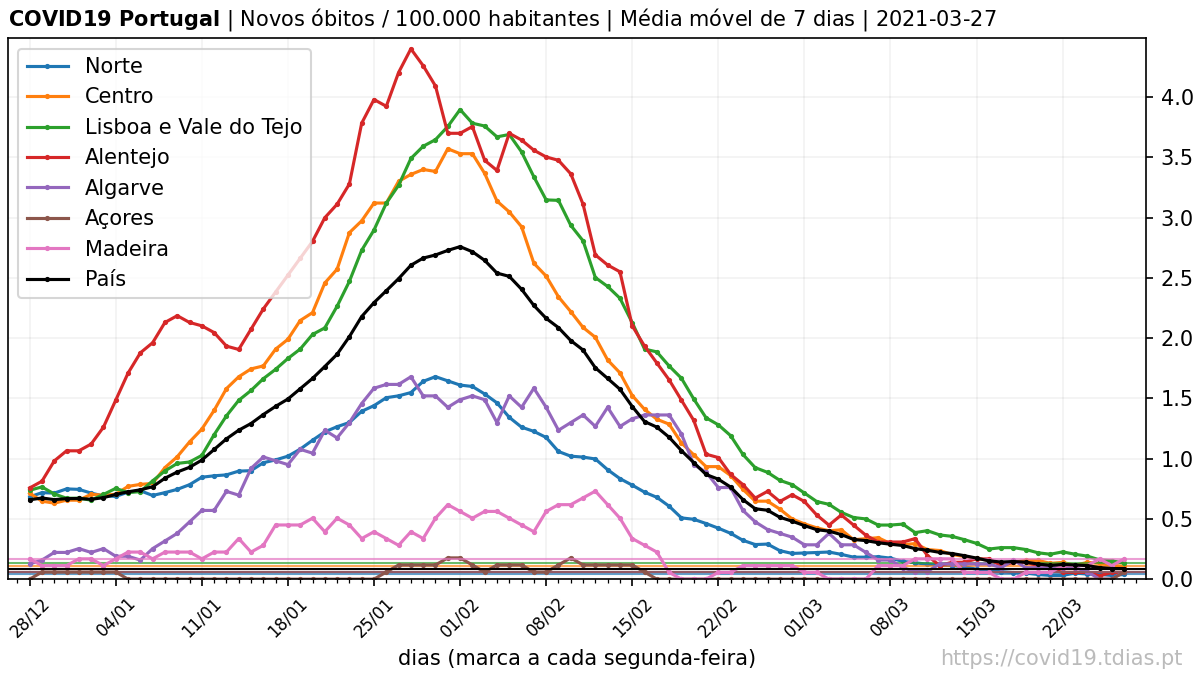 COVID19 Portugal | Novos óbitos / 100.000 habitantes | Média móvel de 7 dias | 2021-03-27
Norte
Centro
Lisboa e Vale do Tejo
Alentejo
Algarve
Açores
Madeira
País
4.0
3.5
3.0
2.5
2.0
1.5
1.0
0.5
0.0
28/12
04/01
11/01
18/01
25/01
01/02
08/02
15/02
22/02
01/03
08/03
15/03
22/03
dias (marca a cada segunda-feira)
https://covid19.tdias.pt